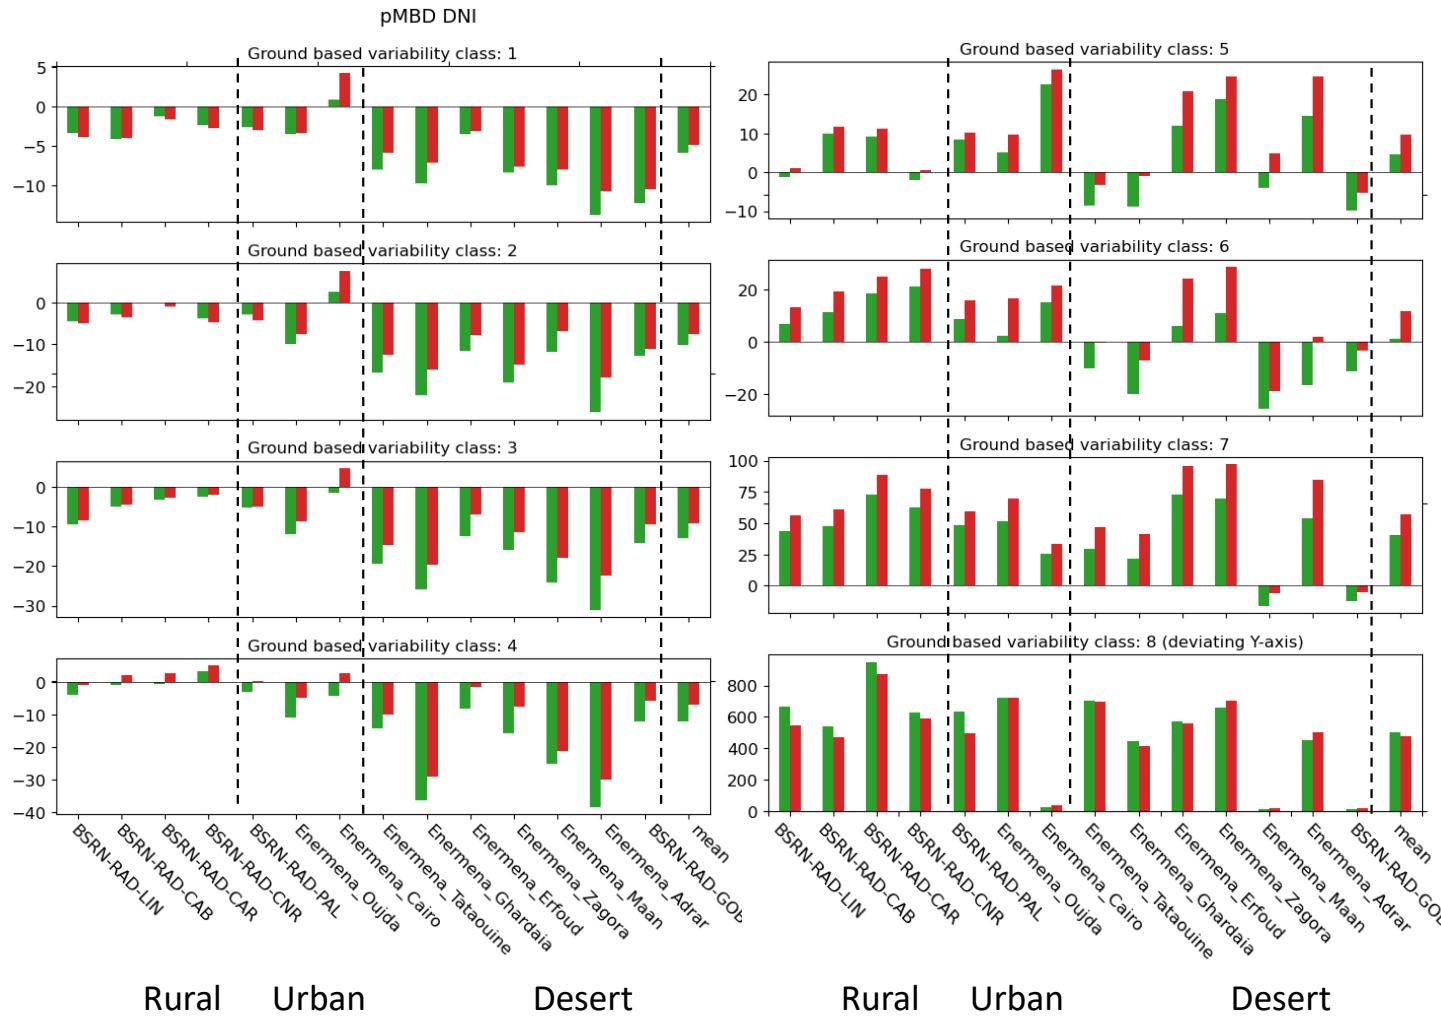 pMBD DNI
Ground based variability class: 1
5
0
−5
−10
Ground based variability class: 2
0
−10
−20
Ground based variability class: 3
0
−10
−20
−30
Ground based variability class: 4
0
−10
−20
−30
−40
BSRN-RAD-LIN
BSRN-RAD-CAB
BSRN-RAD-CAR
BSRN-RAD-CNR
BSRN-RAD-PAL
Enermena_Oujda
Enermena_Cairo
Enermena_Tataouine
Enermena_Ghardaia
Enermena_Erfoud
Enermena_Zagora
Enermena_Maan
Enermena_Adrar
BSRN-RAD-GOB
mean
Rural Urban Desert
Ground based variability class: 5
20
10
0
−10
Ground based variability class: 6
20
0
−20
Ground based variability class: 7
100
75
50
25
0
Ground based variability class: 8 (deviating Y-axis)
800
600
400
200
0
BSRN-RAD-LIN
BSRN-RAD-CAB
BSRN-RAD-CAR
BSRN-RAD-CNR
BSRN-RAD-PAL
Enermena_Oujda
Enermena_Cairo
Enermena_Tataouine
Enermena_Ghardaia
Enermena_Erfoud
Enermena_Zagora
Enermena_Maan
Enermena_Adrar
BSRN-RAD-GOB
mean
Rural Urban Desert